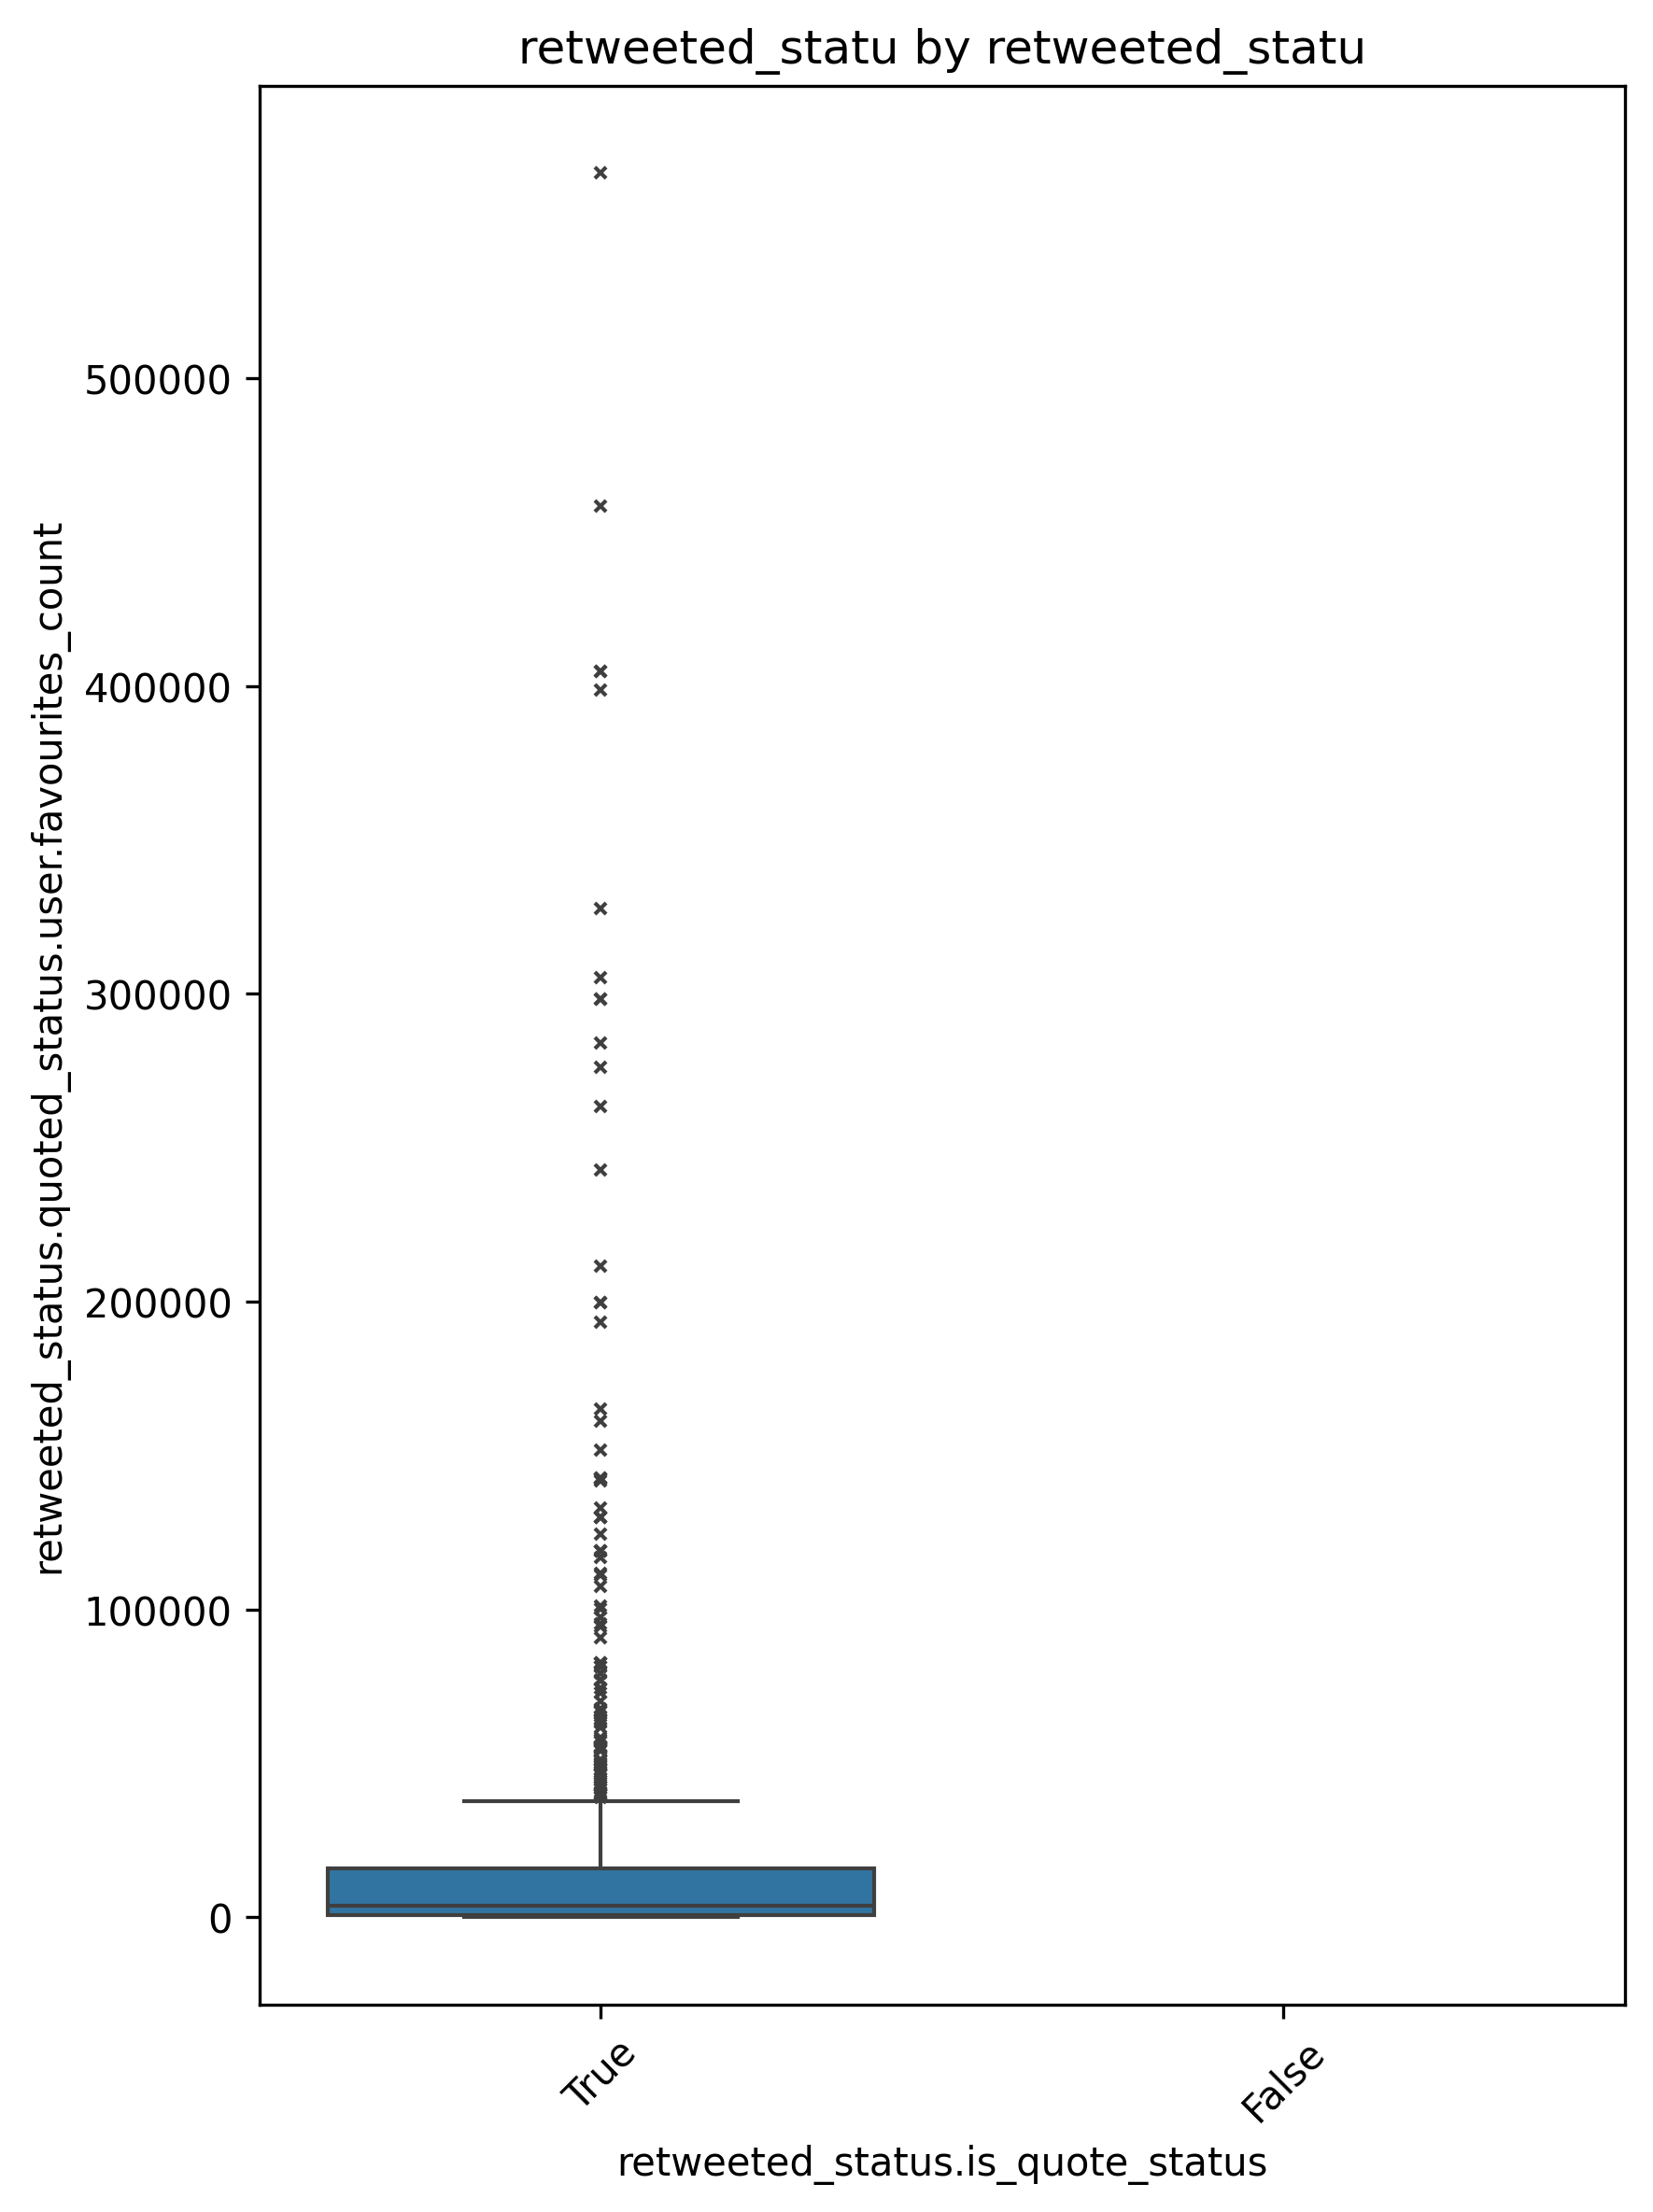 retweeted_statu by retweeted_statu
retweeted_status.quoted_status.user.favourites_count
500000
400000
300000
200000
100000
0
True
False
retweeted_status.is_quote_status